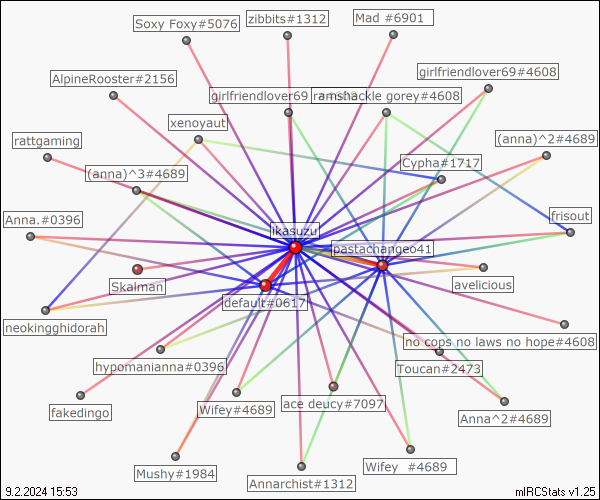 Soxy Foxy#5076
zibbits#1312
Mad #6901
AlpineRooster#2156
girlfriendlover69#4608
girlfriendlover69
ramshackle gorey#4608
xenoyaut
rattgaming
(anna)^2#4689
(anna)^3#4689
Cypha#1717
Anna.#0396
likasuzu
frisout
pastachange041
Skalman
default#0617
avelicious
neokingghidorah
no cops no laws no hope#4608
hypomanianna#0396
Toucan#2473
fakedingo
Wifey#4689
ace deucy#7097
Anna^2#4689
Mushy#1984
Annarchist#1312
Wifey #4689
9.2.2024 15:53
mIRCStats v1.25